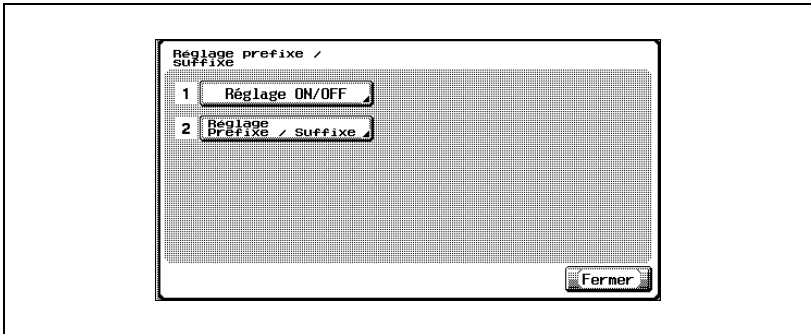 Réglage prefixe /
suffixe
1 Réglage ON/OFF
2 Réglage
Préfixe / Suffixe
Fermer